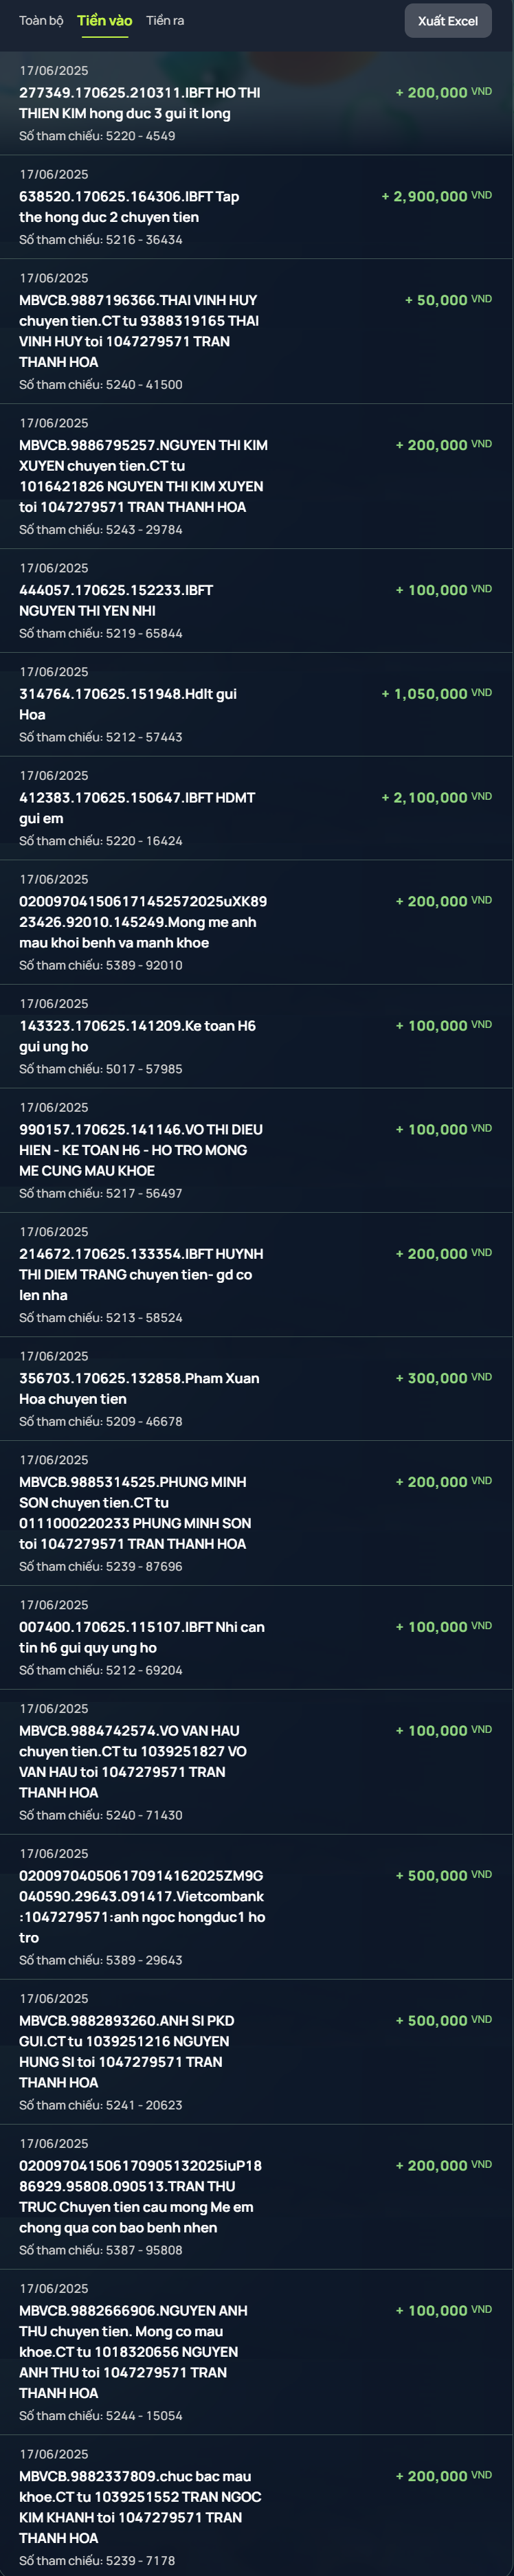 Toàn bộ Tiền vào Tiền ra Xuất Excel
17/06/2025
277349.170625.210311.IBFT HO THI + 200,000 VND
THIEN KIM hong duc 3 gui it long
Số tham chiếu: 5220 - 4549
17/06/2025
638520.170625.164306.IBFT Tap + 2,900,000 VND
the hong duc 2 chuyen tien
Số tham chiếu: 5216 - 36434
17/06/2025
MBVCB.9887196366.THAI VINH HUY + 50,000 VND
chuyen tien.CT tu 9388319165 THAI
VINH HUY toi 1047279571 TRAN
THANH HOA
Số tham chiếu: 5240 - 41500
17/06/2025
MBVCB.9886795257.NGUYEN THI KIM + 200,000 VND
XUYEN chuyen tien.CT tu
1016421826 NGUYEN THI KIM XUYEN
toi 1047279571 TRAN THANH HOA
Số tham chiếu: 5243 - 29784
17/06/2025
444057.170625.152233.IBFT + 100,000 VND
NGUYEN THI YEN NHI
Số tham chiếu: 5219 - 65844
17/06/2025
314764.170625.151948.Hdlt gui + 1,050,000 VND
Hoa
Số tham chiếu: 5212 - 57443
17/06/2025
412383.170625.150647.IBFT HDMT + 2,100,000 VND
gui em
Số tham chiếu: 5220 - 16424
17/06/2025
020097041506171452572025uXK89 + 200,000 VND
23426.92010.145249.Mong me anh
mau khoi benh va manh khoe
Số tham chiếu: 5389 - 92010
17/06/2025
143323.170625.141209.Ke toan H6 + 100,000 VND
gui ung ho
Số tham chiếu: 5017 - 57985
17/06/2025
990157.170625.141146.VO THI DIEU + 100,000 VND
HIEN - KE TOAN H6 - HO TRO MONG
ME CUNG MAU KHOE
Số tham chiếu: 5217 - 56497
17/06/2025
214672.170625.133354.IBFT HUYNH + 200,000 VND
THI DIEM TRANG chuyen tien- gd co
len nha
Số tham chiếu: 5213 - 58524
17/06/2025
356703.170625.132858.Pham Xuan + 300,000 VND
Hoa chuyen tien
Số tham chiếu: 5209 - 46678
17/06/2025
MBVCB.9885314525.PHUNG MINH + 200,000 VND
SON chuyen tien.CT tu
0111000220233 PHUNG MINH SON
toi 1047279571 TRAN THANH HOA
Số tham chiếu: 5239 - 87696
17/06/2025
007400.170625.115107.IBFT Nhi can + 100,000 VND
tin h6 gui quy ung ho
Số tham chiếu: 5212 - 69204
17/06/2025
MBVCB.9884742574.VO VAN HAU + 100,000 VND
chuyen tien.CT tu 1039251827 VO
VAN HAU toi 1047279571 TRAN
THANH HOA
Số tham chiếu: 5240 - 71430
17/06/2025
020097040506170914162025ZM9G + 500,000 VND
040590.29643.091417.Vietcombank
:1047279571:anh ngoc hongduc1 ho
tro
Số tham chiếu: 5389 - 29643
17/06/2025
MBVCB.9882893260.ANH SI PKD + 500,000 VND
GUI.CT tu 1039251216 NGUYEN
HUNG SI toi 1047279571 TRAN
THANH HOA
Số tham chiếu: 5241 - 20623
17/06/2025
020097041506170905132025iuP18 + 200,000 VND
86929.95808.090513.TRAN THU
TRUC Chuyen tien cau mong Me em
chong qua con bao benh nhen
Số tham chiếu: 5387 - 95808
17/06/2025
MBVCB.9882666906.NGUYEN ANH + 100,000 VND
THU chuyen tien. Mong co mau
khoe.CT tu 1018320656 NGUYEN
ANH THU toi 1047279571 TRAN
THANH HOA
Số tham chiếu: 5244 - 15054
17/06/2025
MBVCB.9882337809.chuc bac mau + 200,000 VND
khoe.CT tu 1039251552 TRAN NGOC
KIM KHANH toi 1047279571 TRAN
THANH HOA
Số tham chiếu: 5239 - 7178